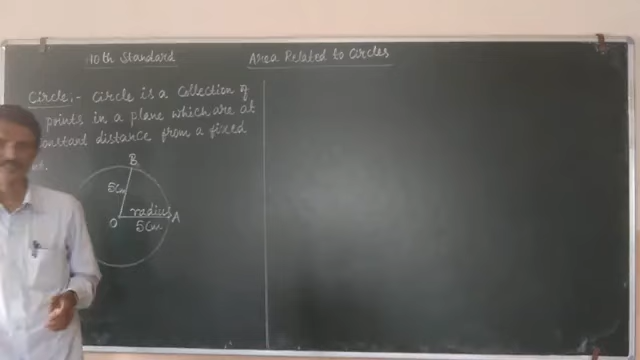 10th Standard
Area Related to Circles
Circle:- Circle is a Collection of
points in a plane which are at
constant distance from a fixed
B
5cm
radius
O
A
5cm